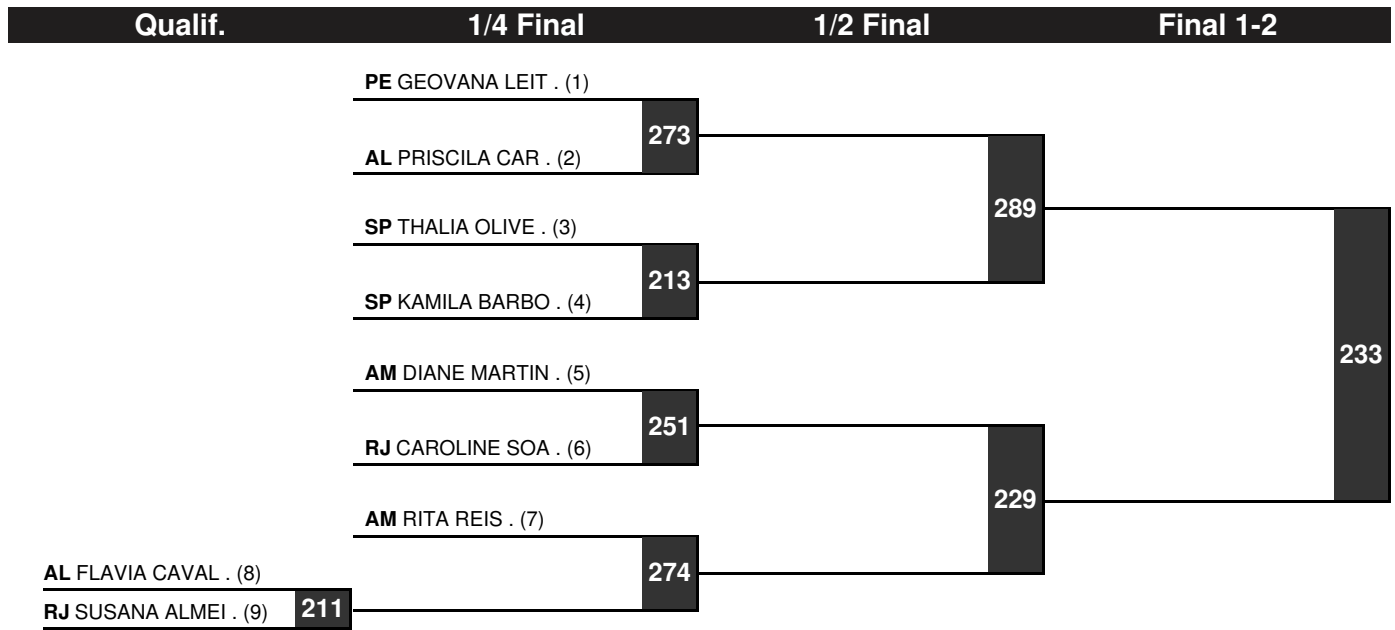 Qualif. 1/4 Final 1/2 Final Final 1-2
PE GEOVANA LEIT . (1)
273
AL PRISCILA CAR . (2)
289
SP THALIA OLIVE . (3)
213
SP KAMILA BARBO . (4)
233
AM DIANE MARTIN . (5)
251
RJ CAROLINE SOA . (6)
229
AM RITA REIS . (7)
274
AL FLAVIA CAVAL . (8)
211
RJ SUSANA ALMEI . (9)